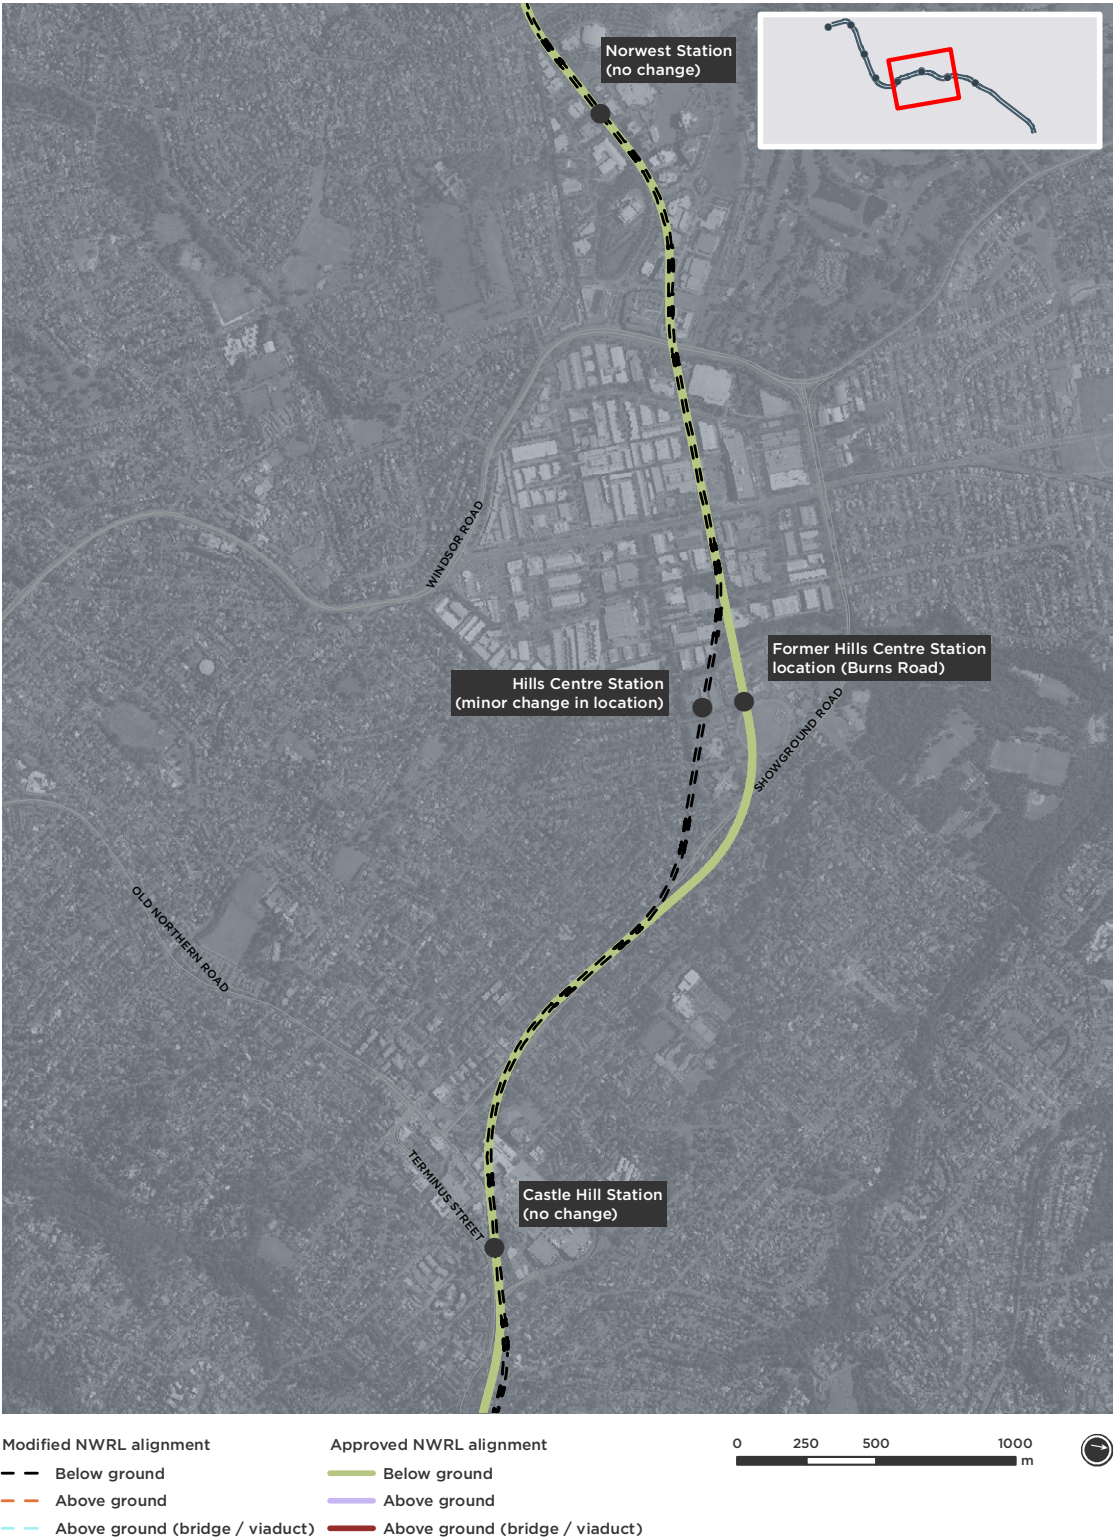 Norwest Station
(no change)
WINDSOR ROAD
Former Hills Centre Station
location (Burns Road)
Hills Centre Station
(minor change in location)
SHOWGROUND ROAD
OLD NORTHERN ROAD
TERMINUS STREET
Castle Hill Station
(no change)
Modified NWRL alignment
Below ground
Above ground
Above ground (bridge / viaduct)
Approved NWRL alignment
Below ground
Above ground
Above ground (bridge / viaduct)
0 250 500 1000
m